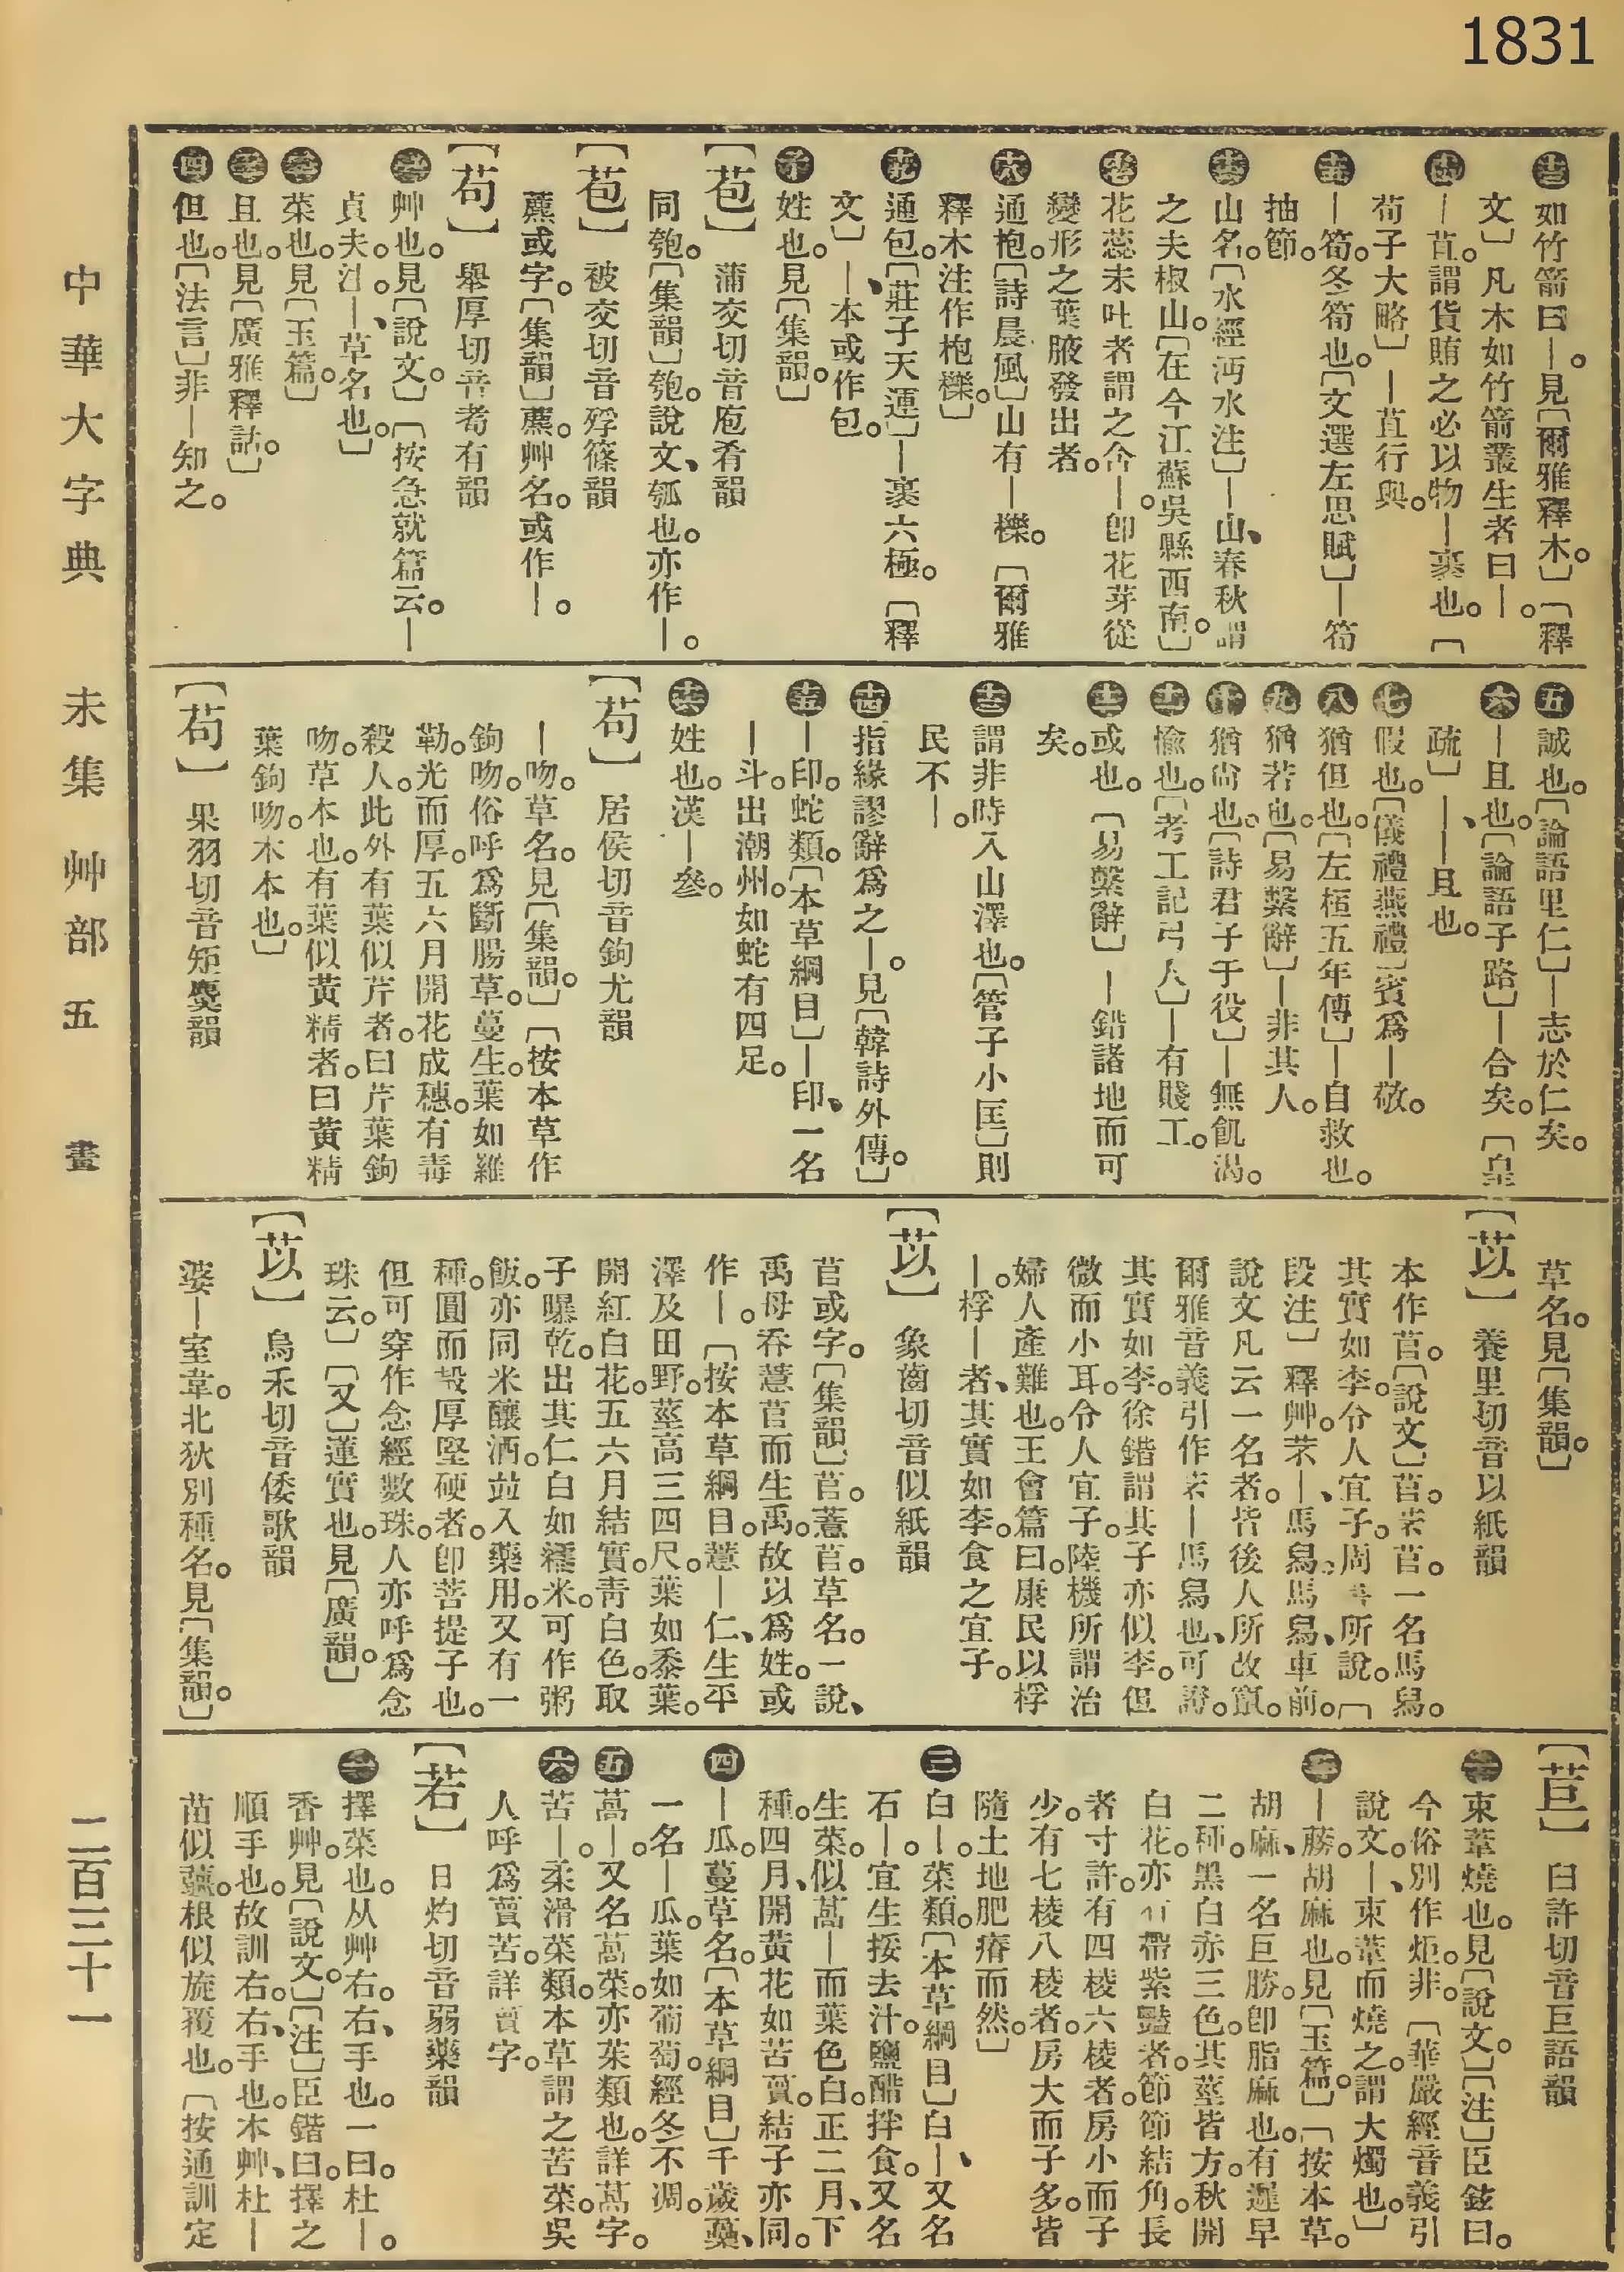 1831
十三如竹箭曰—。見〔爾雅釋木。〕〔釋
文〕凡木如竹箭叢生者曰—。
十四—苴。謂貨賄之必以物—裹也。〔
荀子大略〕—苴行與。
十五—筍。冬筍也。〔文選左思賦〕—筍
抽節。
十六山名。〔水經沔水注〕—山、春秋謂
之夫椒山。〔在今江蘇吳縣西南。〕
十七花蕊未吐者謂之含—。卽花芽從
變形之葉腋發出者。
十八通枹。〔詩晨風〕山有—櫟。〔爾雅
釋木注作枹櫟。〕
十九通包。〔莊子天運〕—裹六極。〔釋
文〕—、本或作包。
二十姓也。見〔集韻。〕
〔苞〕蒲交切音庖肴韻
同匏。〔集韻〕匏。說文、瓠也。亦作—。
〔苞〕被交切音殍篠韻
藨或字。〔集韻〕藨。艸名。或作—。
〔苟〕舉厚切音耇有韻
一艸也。見〔說文。〕〔按急就篇云。—
貞夫。注。—、草名也。〕
二菜也。見〔玉篇。〕
三且也。見〔廣雅釋詁。〕
四但也。〔法言〕非—知之。
五誠也。〔論語里仁〕—志於仁矣。
六—且也。〔論語子路〕—合矣。〔皇
疏〕—、—且也。
七假也。〔儀禮燕禮〕賓爲—敬。
八猶但也。〔左桓五年傳〕—自救也。
九猶若也。〔易繫辭〕—非其人。
十猶尙也。〔詩君子于役〕—無飢渴。
十一愉也。〔考工記弓人〕—有賤工。
十二或也。〔易繫辭〕—錯諸地而可
矣。
十三謂非時入山澤也。〔管子小匡〕則
民不—。
十四指緣謬辭爲之—。見〔韓詩外傳。〕
十五—印。蛇類。〔本草綱目〕—印、一名
—斗。出潮州。如蛇有四足。
十六姓也。漢—參。
〔苟〕居侯切音鉤尤韻
—吻。草名。見〔集韻。〕〔按本草作
鉤吻。俗呼爲斷腸草。蔓生。葉如羅
勒。光而厚。五六月開花成穗。有毒
殺人。此外有葉似芹者。曰芹葉鉤
吻。草本也。有葉似黃精者。曰黃精
葉鉤吻。木本也。〕
〔苟〕果羽切音矩麌韻
草名。見〔集韻。〕
〔苡〕養里切音以紙韻
本作苢。〔說文〕苢。芣苢。一名馬舄。
其實如李。令人宜子。周書所說。〔
段注〕釋艸。芣—、馬舄。馬舄、車前。
說文凡云一名者。皆後人所改竄。
爾雅音義引作芣—馬舄也、可證。
其實如李。徐鍇謂其子亦似李。但
微而小耳。令人宜子。陸機所謂治
婦人產難也。王會篇曰。康民以桴
—。桴—者、其實如李。食之宜子。
〔苡〕象齒切音似紙韻
苢或字。〔集韻〕苢。薏苢。草名。一說、
禹母吞薏苢而生禹。故以爲姓。或
作—。〔按本草綱目。薏—仁、生平
澤及田野。莖高三四尺。葉如黍葉。
開紅白花。五六月結實。靑白色。取
子曝乾。出其仁白如穤米。可作粥
飯。亦同米釀酒。並入藥用。又有一
種。圓而殼厚堅硬者。卽菩提子也。
但可穿作念經數珠。人亦呼爲念
珠云。〕〔又〕蓮實也。見〔廣韻。〕
〔苡〕烏禾切音倭歌韻
婆—室韋。北狄別種名。見〔集韻。〕
〔苣〕臼許切音巨語韻
一束葦燒也。見〔說文。〕〔注〕臣鉉曰。
今俗別作炬。非。〔華嚴經音義引
說文。—、束葦而燒之。謂大燭也。〕
二—勝。胡麻也。見〔玉篇。〕〔按本草。
胡麻、一名巨勝。卽脂麻也。有遲早
二種。黑白赤三色。其莖皆方。秋開
白花。亦有帶紫豔者。節節結角。長
者寸許。有四棱六棱者。房小而子
少。有七棱八棱者。房大而子多。皆
隨土地肥瘠而然。〕
三白—。菜類。〔本草綱目〕白—、又名
石—。宜生挼去汁。鹽醋拌食。又名
生菜。似萵—而葉色白。正二月、下
種。四月、開黃花如苦蕒。結子亦同。
四—瓜。蔓草名。〔本草綱目〕千歲虆、
一名—瓜。葉如葡萄。經冬不凋。
五萵—。又名萵菜。亦茱類也。詳萵字。
六苦—。柔滑菜類。本草謂之苦菜。吳
人呼爲蕒苦。詳蕒字。
〔若〕日灼切音弱藥韻
一擇菜也。从艸右。右、手也。一曰。杜—。
香艸。見〔說文。〕〔注〕臣鍇曰。擇之
順手也。故訓右。右、手也。本艸、杜—
苗似薑。根似旋覆也。〔按通訓定
中華大字典 未集 艸部 五 畫 二百三十一